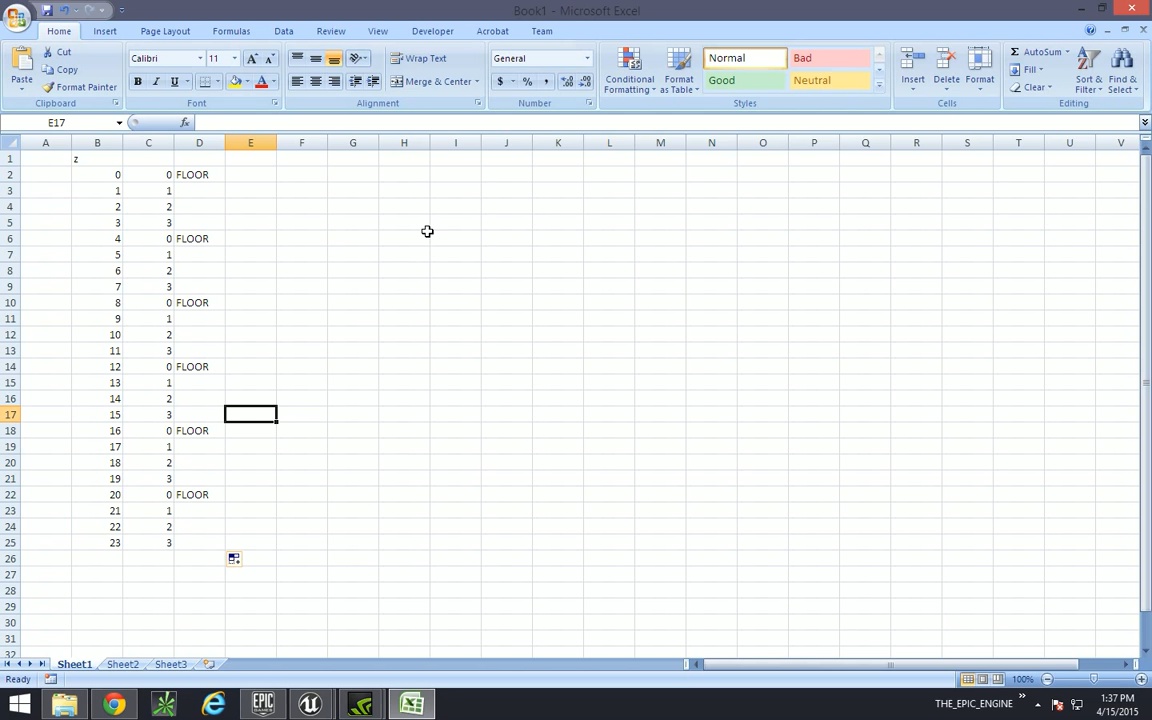 Book1 - Microsoft Excel
Home Insert Page Layout Formulas Data Review View Developer Acrobat Team
Paste
Cut
Copy
Format Painter
Clipboard
Calibri 11
B I U
Font
Wrap Text
Merge & Center
Alignment
General
$ % ,
Number
Conditional Formatting
Format as Table
Normal Bad
Good Neutral
Styles
Insert Delete Format
Cells
AutoSum
Fill
Clear
Sort & Filter
Find & Select
Editing
E17 fx
A B C D E F G H I J K L M N O P Q R S T U V
1 z
2 0 0 FLOOR
3 1 1
4 2 2
5 3 3
6 4 0 FLOOR
7 5 1
8 6 2
9 7 3
10 8 0 FLOOR
11 9 1
12 10 2
13 11 3
14 12 0 FLOOR
15 13 1
16 14 2
17 15 3
18 16 0 FLOOR
19 17 1
20 18 2
21 19 3
22 20 0 FLOOR
23 21 1
24 22 2
25 23 3
26
27
28
29
30
31
32
Sheet1 Sheet2 Sheet3
Ready 100%
EPIC GAMES
THE_EPIC_ENGINE
1:37 PM
4/15/2015